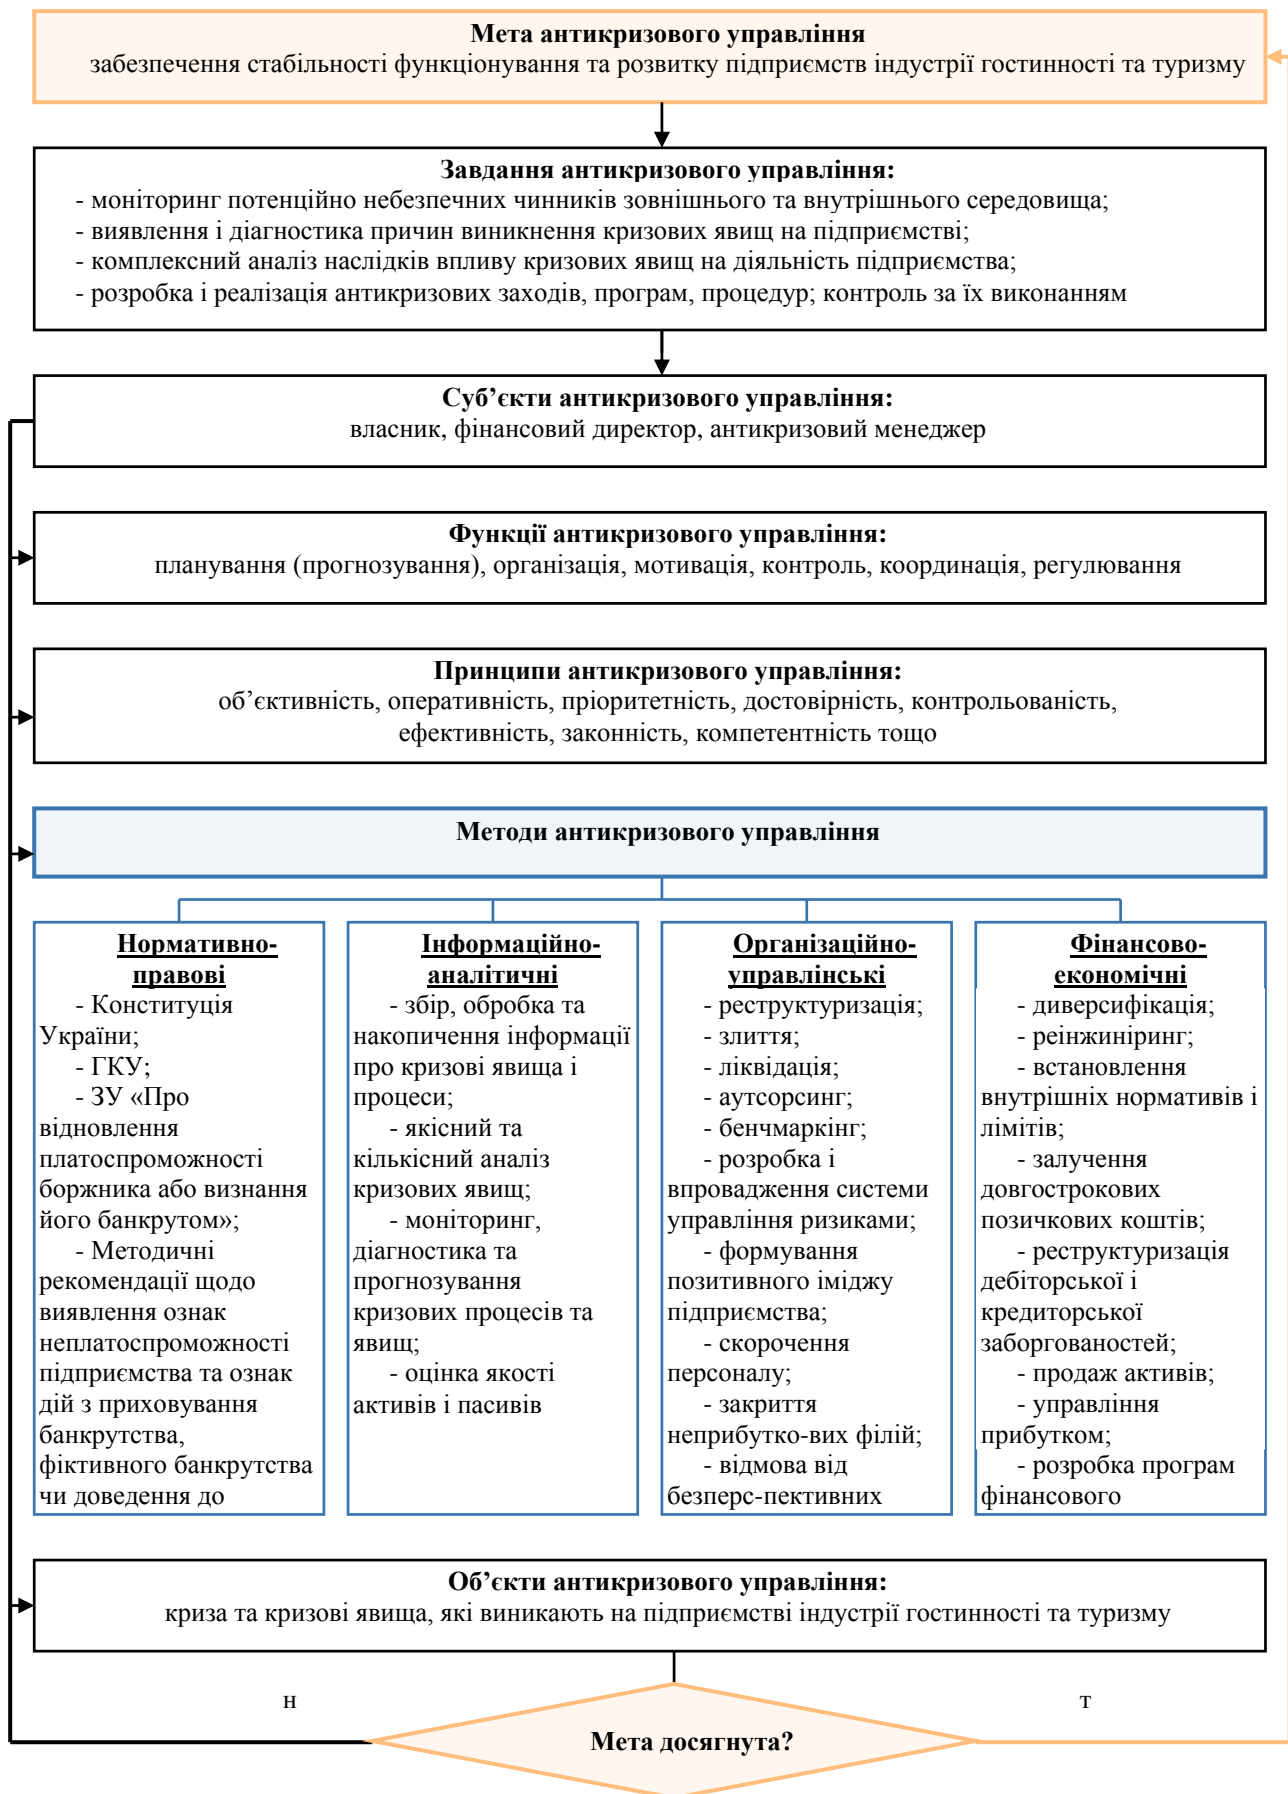 Мета антикризового управління
забезпечення стабільності функціонування та розвитку підприємств індустрії гостинності та туризму
Завдання антикризового управління:
- моніторинг потенційно небезпечних чинників зовнішнього та внутрішнього середовища;
- виявлення і діагностика причин виникнення кризових явищ на підприємстві;
- комплексний аналіз наслідків впливу кризових явищ на діяльність підприємства;
- розробка і реалізація антикризових заходів, програм, процедур; контроль за їх виконанням
Суб’єкти антикризового управління:
власник, фінансовий директор, антикризовий менеджер
Функції антикризового управління:
планування (прогнозування), організація, мотивація, контроль, координація, регулювання
Принципи антикризового управління:
об’єктивність, оперативність, пріоритетність, достовірність, контрольованість,
ефективність, законність, компетентність тощо
Методи антикризового управління
Нормативно-
правові
- Конституція
України;
- ГКУ;
- ЗУ «Про
відновлення
платоспроможності
боржника або визнання
його банкрутом»;
- Методичні
рекомендації щодо
виявлення ознак
неплатоспроможності
підприємства та ознак
дій з приховування
банкрутства,
фіктивного банкрутства
чи доведення до
Інформаційно-
аналітичні
- збір, обробка та
накопичення інформації
про кризові явища і
процеси;
- якісний та
кількісний аналіз
кризових явищ;
- моніторинг,
діагностика та
прогнозування
кризових процесів та
явищ;
- оцінка якості
активів і пасивів
Організаційно-
управлінські
- реструктуризація;
- злиття;
- ліквідація;
- аутсорсинг;
- бенчмаркінг;
- розробка і
впровадження системи
управління ризиками;
- формування
позитивного іміджу
підприємства;
- скорочення
персоналу;
- закриття
неприбутко-вих філій;
- відмова від
безперс-пективних
Фінансово-
економічні
- диверсифікація;
- реінжиніринг;
- встановлення
внутрішніх нормативів і
лімітів;
- залучення
довгострокових
позичкових коштів;
- реструктуризація
дебіторської і
кредиторської
заборгованостей;
- продаж активів;
- управління
прибутком;
- розробка програм
фінансового
Об’єкти антикризового управління:
криза та кризові явища, які виникають на підприємстві індустрії гостинності та туризму
н
т
Мета досягнута?